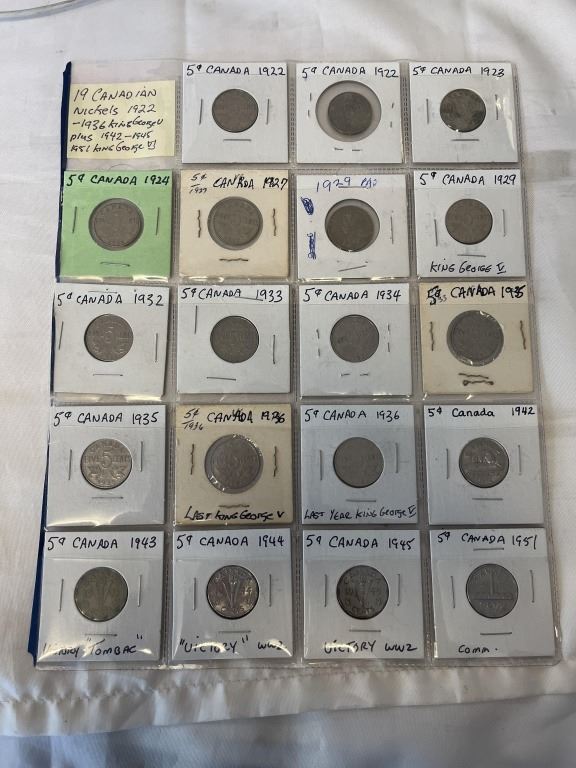 19 CANADIAN
Nickels 1922
-1936 King George V
plus 1942-1945
1951 King George VI
5¢ CANADA 1922
5¢ CANADA 1922
5¢ CANADA 1923
5¢ CANADA 1924
5¢ CANADA 1927
1927
1929
5¢ CANADA 1929
King George V
5¢ CANADA 1932
5¢ CANADA 1933
5¢ CANADA 1934
5¢ CANADA 1935
5¢ CANADA 1935
5¢ CANADA 1936
1936
LAST King George V
5¢ CANADA 1936
LAST YEAR King George V
5¢ Canada 1942
5¢ CANADA 1943
"TOMBAC"
5¢ CANADA 1944
"VICTORY" WW2
5¢ CANADA 1945
VICTORY WW2
5¢ CANADA 1951
Comm.